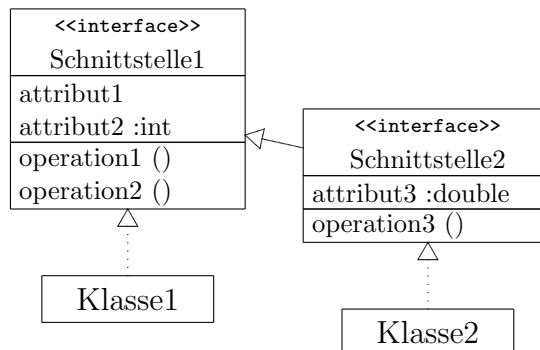 <<interface>>
Schnittstelle1
attribut1
attribut2 :int
operation1 ()
operation2 ()
<<interface>>
Schnittstelle2
attribut3 :double
operation3 ()
Klasse1
Klasse2